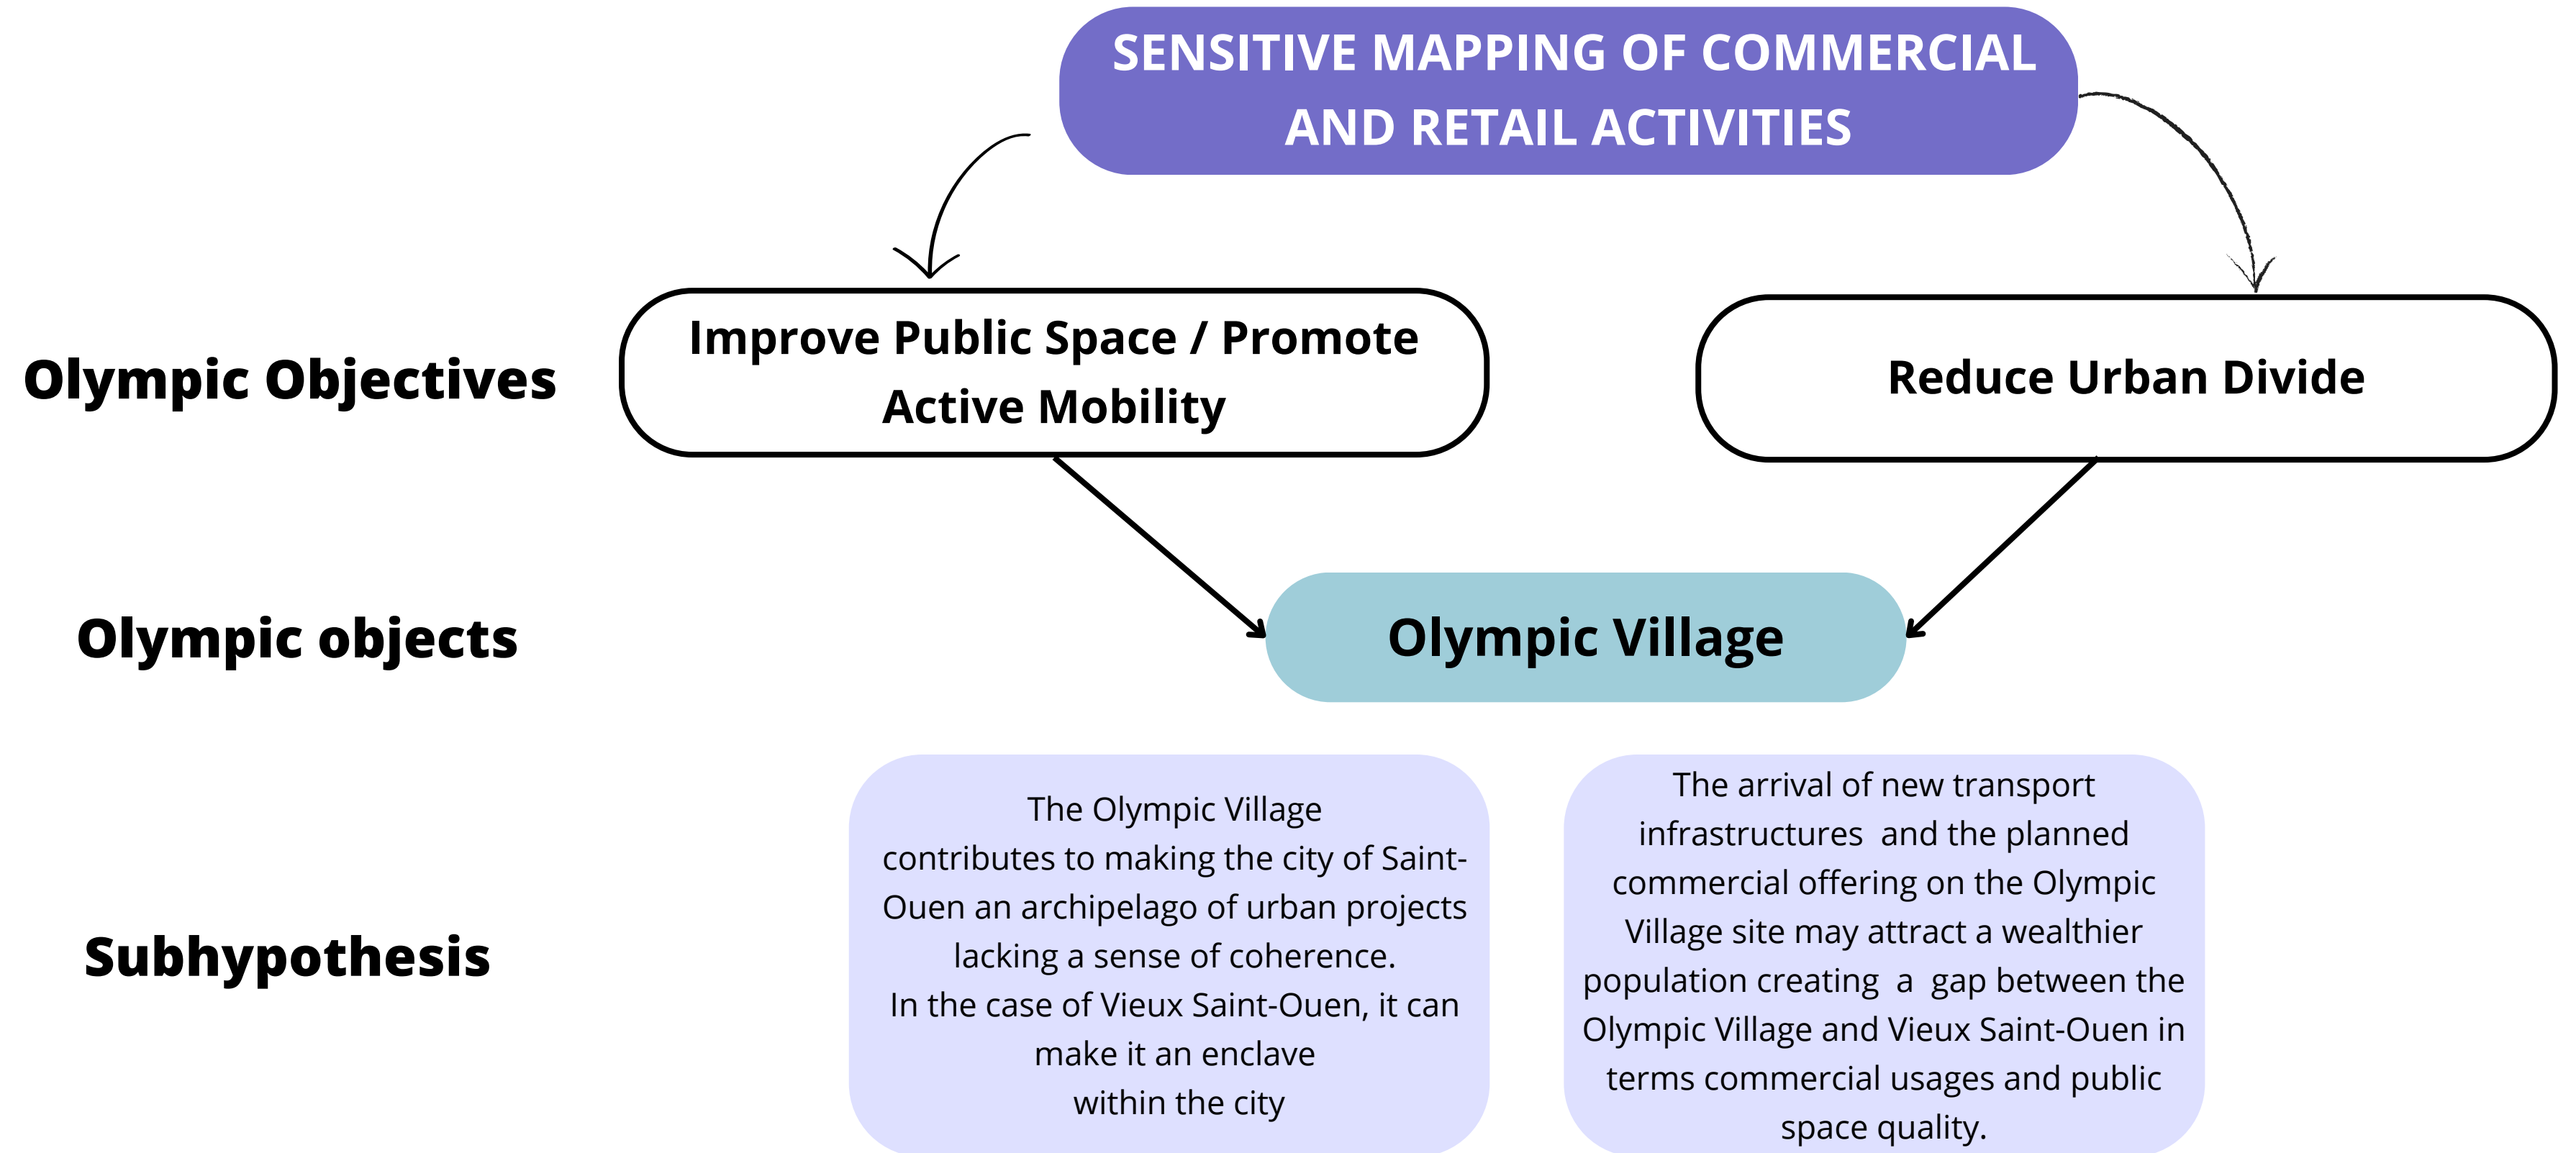 SENSITIVE MAPPING OF COMMERCIAL
AND RETAIL ACTIVITIES
Olympic Objectives
Improve Public Space / Promote
Active Mobility
Reduce Urban Divide
Olympic objects
Olympic Village
Subhypothesis
The Olympic Village
contributes to making the city of Saint-
Ouen an archipelago of urban projects
lacking a sense of coherence.
In the case of Vieux Saint-Ouen, it can
make it an enclave
within the city
The arrival of new transport
infrastructures  and the planned
commercial offering on the Olympic
Village site may attract a wealthier
population creating  a  gap between the
Olympic Village and Vieux Saint-Ouen in
terms commercial usages and public
space quality.